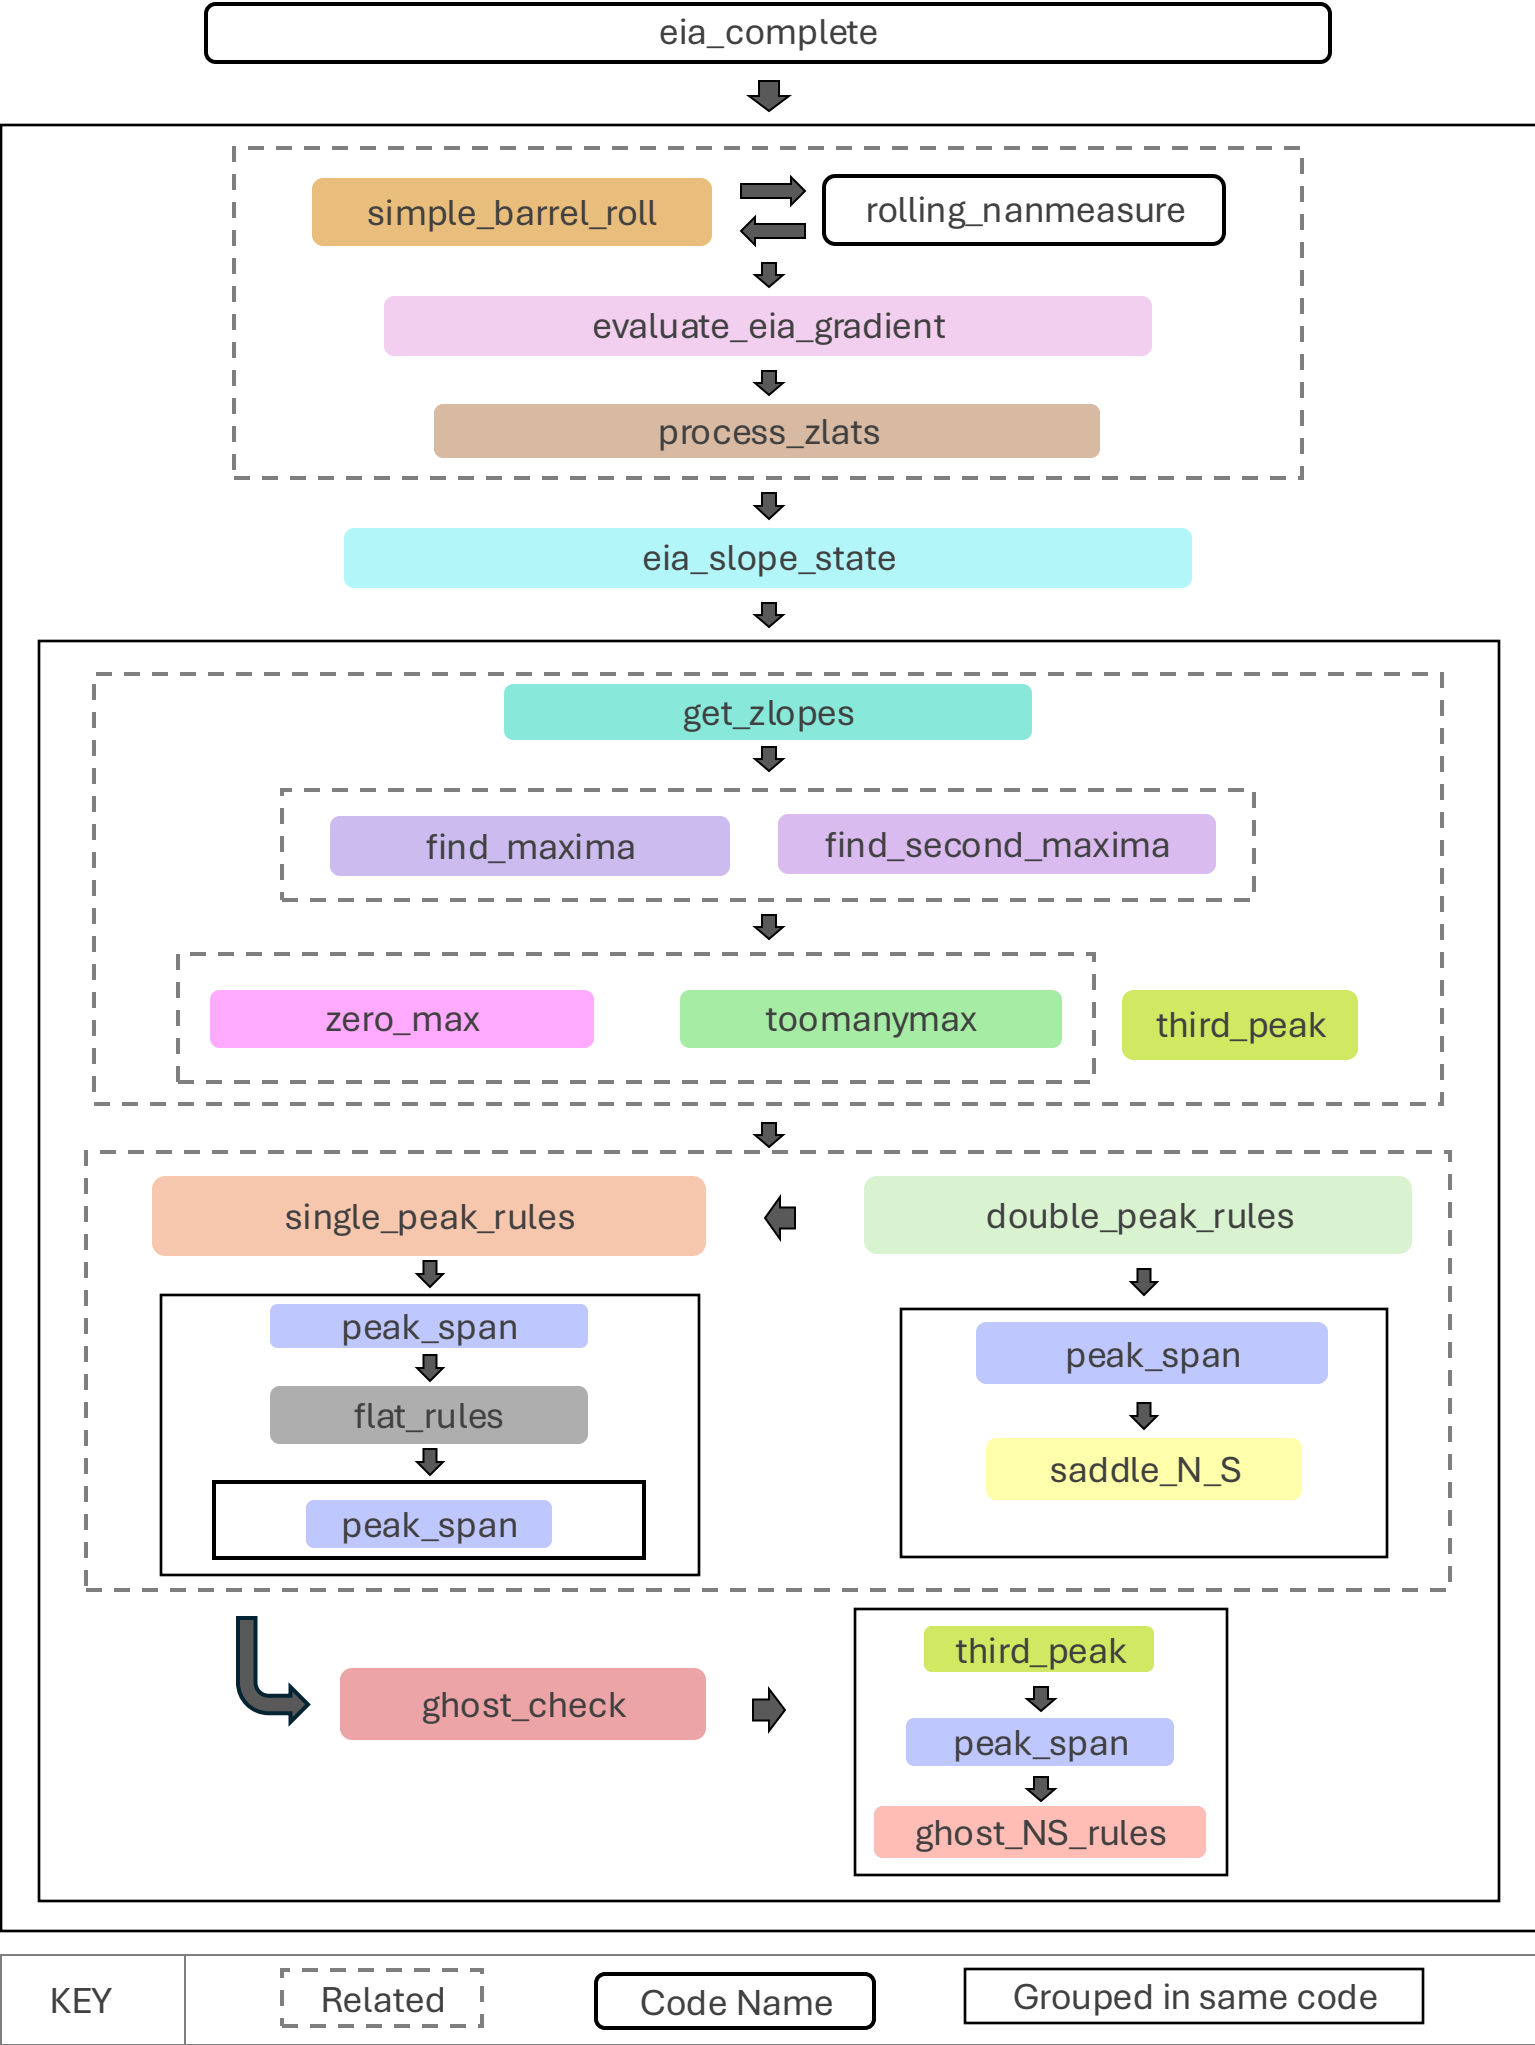 eia_complete
simple_barrel_roll
rolling_nanmeasure
evaluate_eia_gradient
process_zlats
eia_slope_state
get_zlopes
find_maxima
find_second_maxima
zero_max
toomanymax
third_peak
single_peak_rules
double_peak_rules
peak_span
flat_rules
peak_span
peak_span
saddle_N_S
ghost_check
third_peak
peak_span
ghost_NS_rules
KEY
Related
Code Name
Grouped in same code